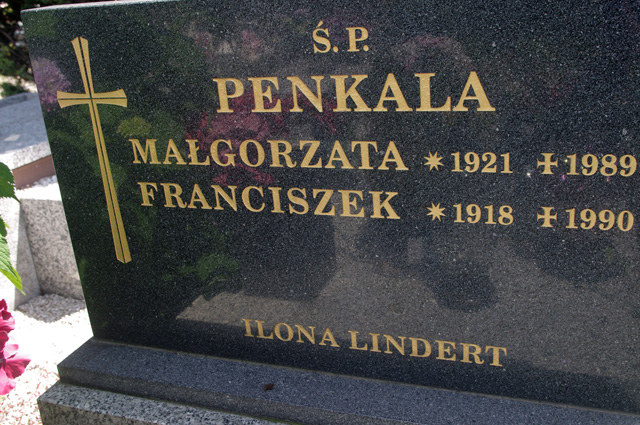 Ś.P.
PENKALA
MAŁGORZATA * 1921 ✝ 1989
FRANCISZEK * 1918 ✝ 1990
ILONA LINDERT